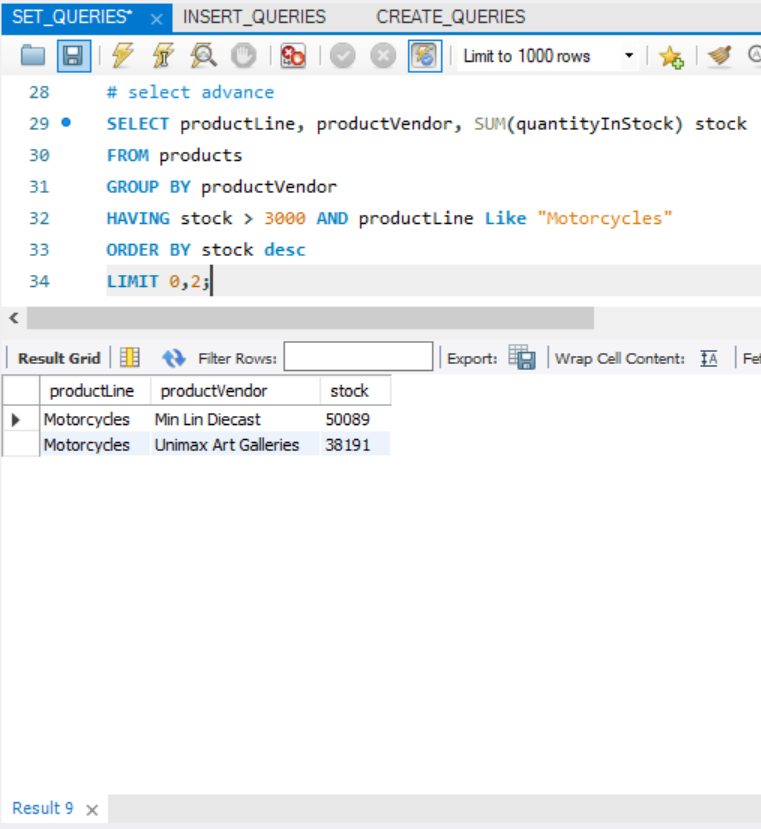 SET_QUERIES* × INSERT_QUERIES CREATE_QUERIES
Limit to 1000 rows
28 # select advance
29 SELECT productLine, productVendor, SUM(quantityInStock) stock
30 FROM products
31 GROUP BY productVendor
32 HAVING stock > 3000 AND productLine Like "Motorcycles"
33 ORDER BY stock desc
34 LIMIT 0,2;
Result Grid Filter Rows: Export: Wrap Cell Content: Fet
productLine productVendor stock
Motorcycles Min Lin Diecast 50089
Motorcycles Unimax Art Galleries 38191
Result 9 ×